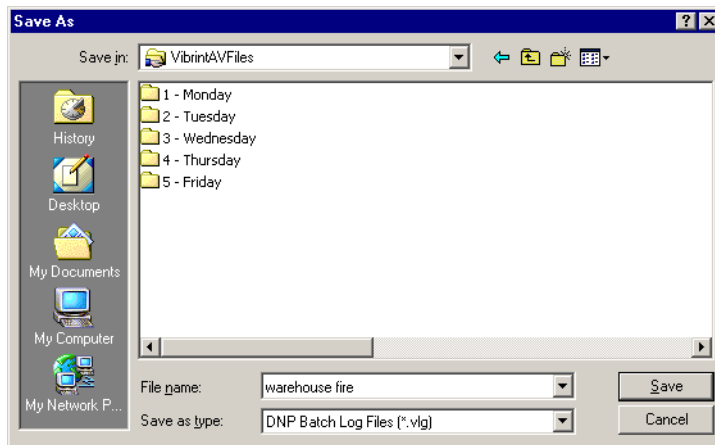 Save As
Save in:
VibrintAVFiles
History
Desktop
My Documents
My Computer
My Network P...
1 - Monday
2 - Tuesday
3 - Wednesday
4 - Thursday
5 - Friday
File name:
warehouse fire
Save
Save as type:
DNP Batch Log Files (*.vlg)
Cancel